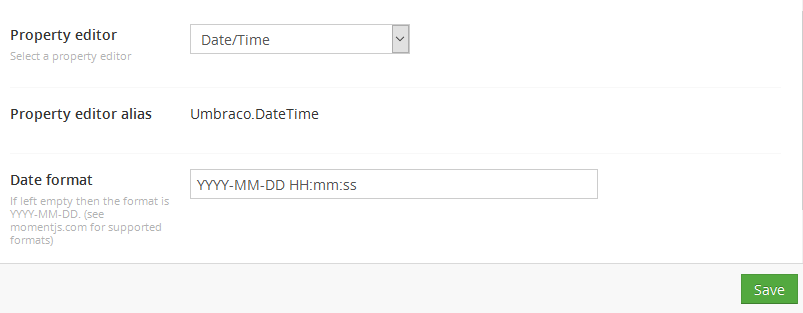 Property editor
Date/Time
Select a property editor
Property editor alias
Umbraco.DateTime
Date format
YYYY-MM-DD HH:mm:ss
If left empty then the format is
YYYY-MM-DD. (see
momentjs.com for supported
formats)
Save